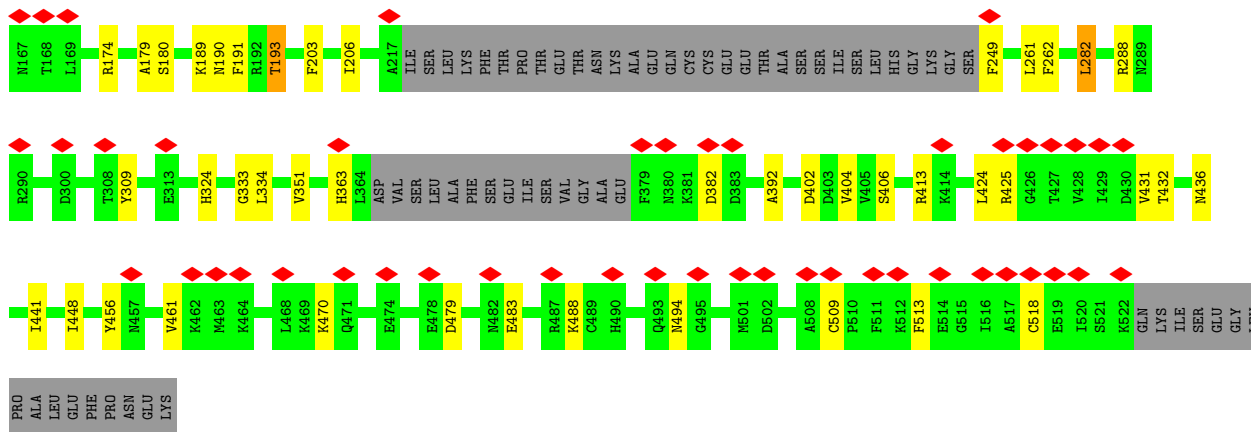 N167 T168 L169 R174 A179 S180 K189 N190 F191 R192 T193 F203 I206 A217 ILE SER LEU LYS PHE THR PRO THR GLU THR ASN LYS ALA GLU GLN CYS CYS GLU GLU THR ALA SER SER ILE SER LEU HIS GLY LYS GLY SER F249 L261 F262 L282 R288 N289
R290 D300 T308 Y309 E313 H324 G333 L334 V351 H363 L364 ASP VAL SER LEU ALA PHE SER GLU ILE SER VAL GLY ALA GLU F379 N380 K381 D382 D383 A392 D402 D403 V404 V405 S406 R413 K414 L424 R425 G426 T427 V428 I429 D430 V431 T432 N436
I441 I448 Y456 N457 V461 K462 M463 K464 L468 K469 K470 Q471 E474 E478 D479 N482 E483 R487 K488 C489 H490 Q493 N494 G495 M501 D502 A508 C509 P510 F511 K512 F513 E514 G515 I516 A517 C518 E519 I520 S521 K522 GLN LYS ILE SER GLU GLY
PRO ALA LEU GLU PHE PRO ASN GLU LYS